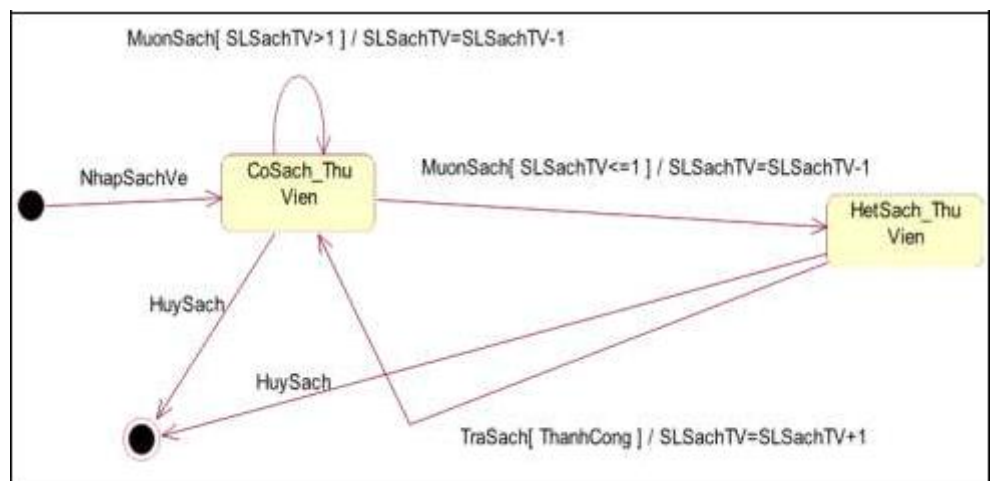 MuonSach[ SLSachTV>1 ] / SLSachTV=SLSachTV-1
NhapSachVe
CoSach_Thu
Vien
MuonSach[ SLSachTV<=1 ] / SLSachTV=SLSachTV-1
HetSach_Thu
Vien
HuySach
HuySach
TraSach[ ThanhCong ] / SLSachTV=SLSachTV+1